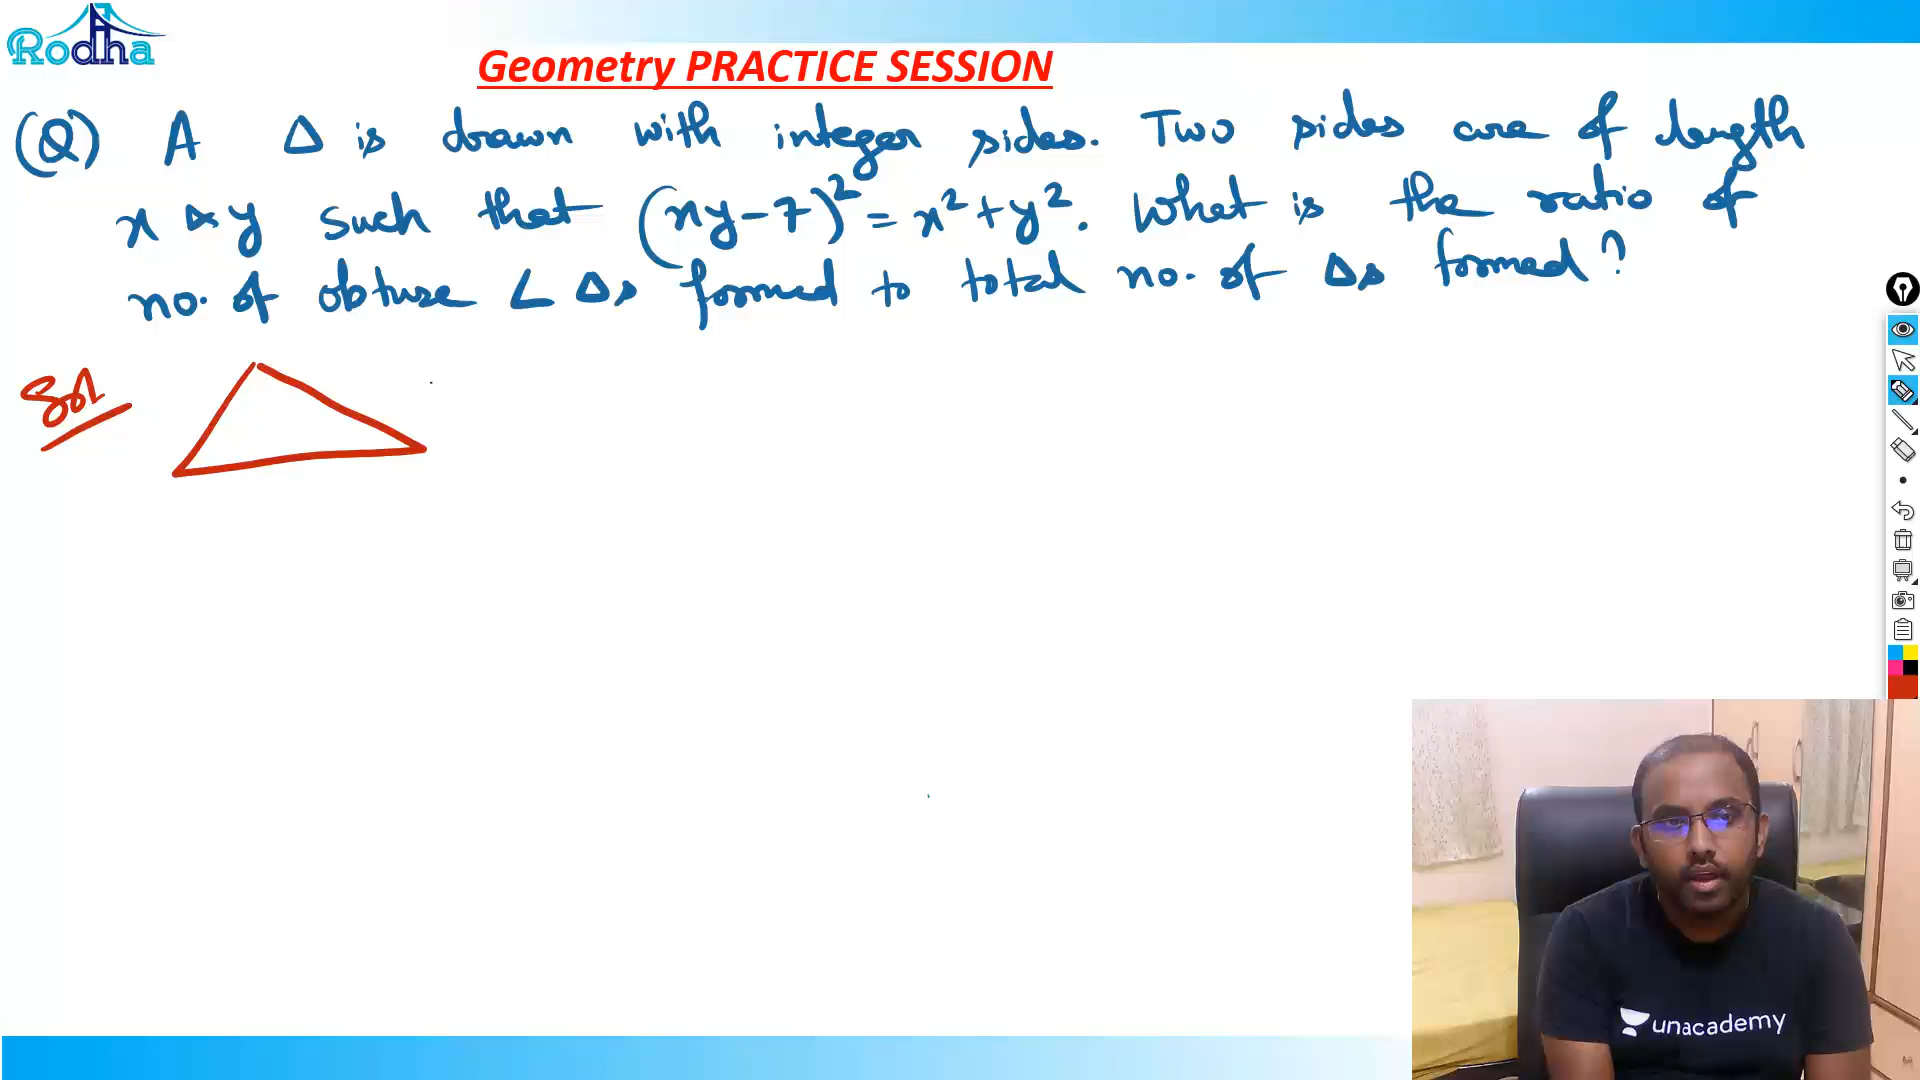 Rodha
Geometry PRACTICE SESSION
(Q) A Δ is drawn with integer sides. Two sides are of length
x & y such that (xy-7)² = x²+y². What is the ratio of
no. of obtuse ∠ Δs formed to total no. of Δs formed?
Sol
unacademy